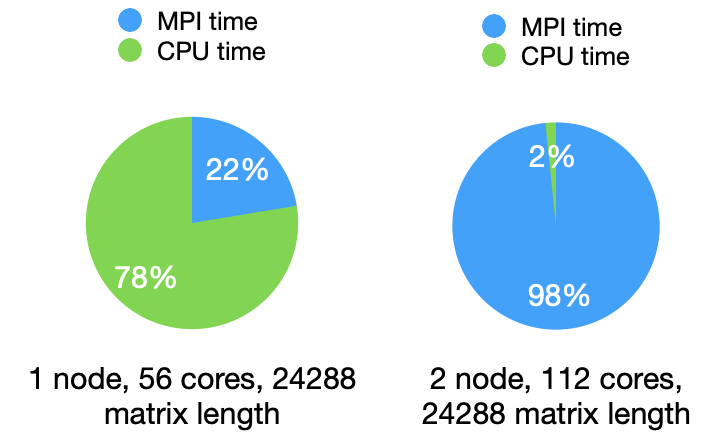 MPI time
CPU time
22%
78%
1 node, 56 cores, 24288
matrix length
MPI time
CPU time
2%
98%
2 node, 112 cores,
24288 matrix length